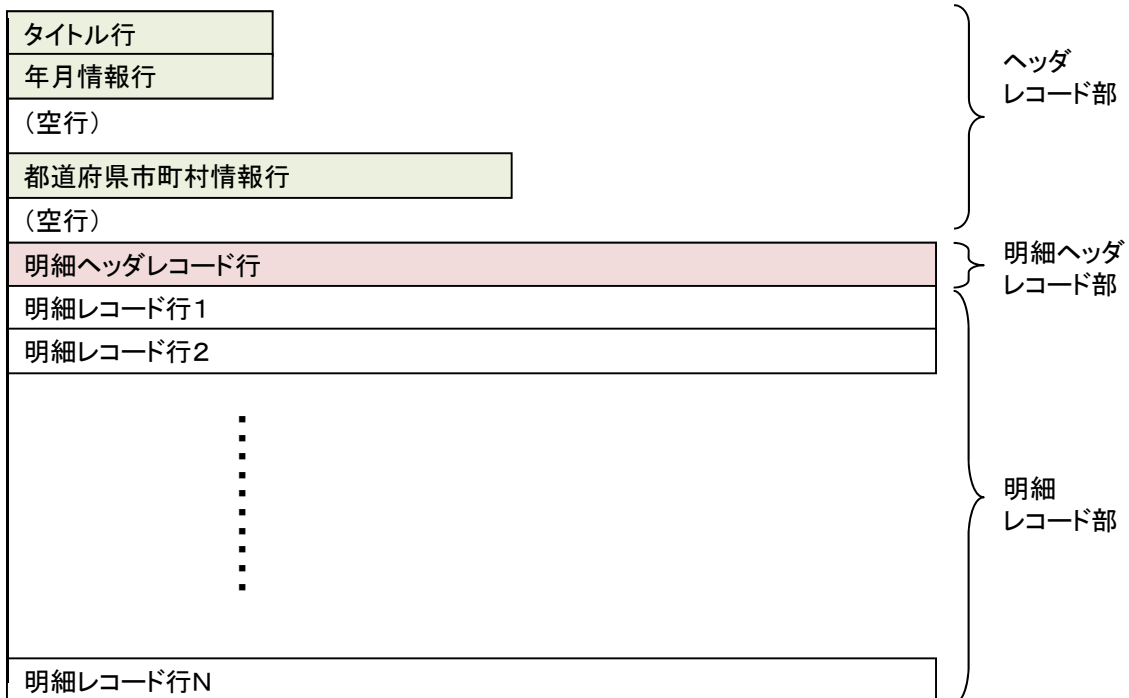 タイトル行
年月情報行
（空行）
都道府県市町村情報行
（空行）
ヘッダ
レコード部
明細ヘッダレコード行
明細ヘッダ
レコード部
明細レコード行１
明細レコード行２
明細
レコード部
明細レコード行Ｎ